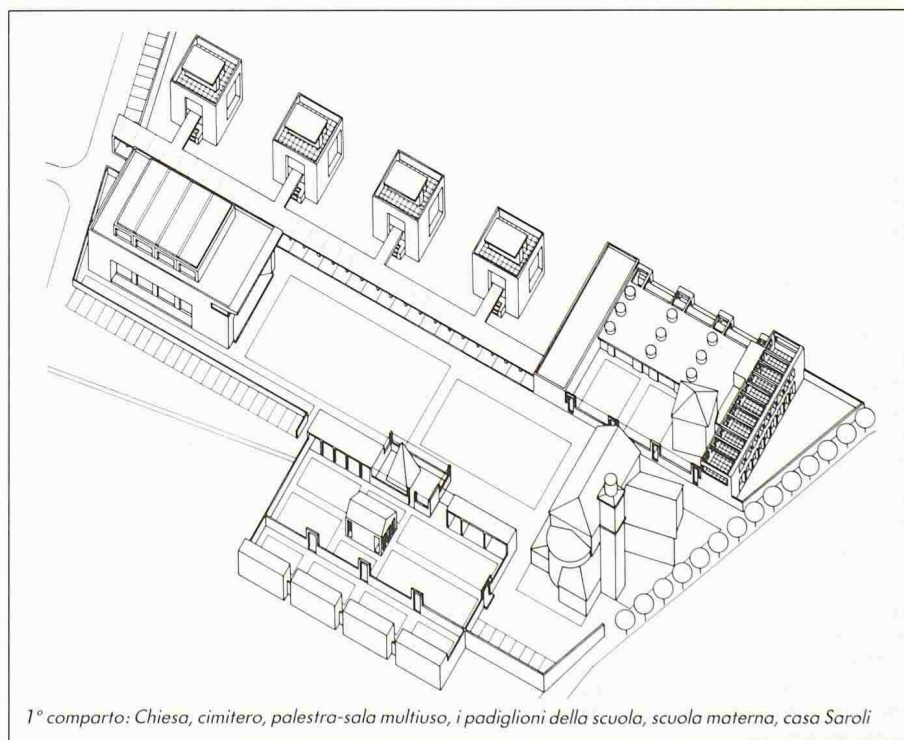 1° comparto: Chiesa, cimitero, palestra-sala multiuso, i padiglioni della scuola, scuola materna, casa Saroli